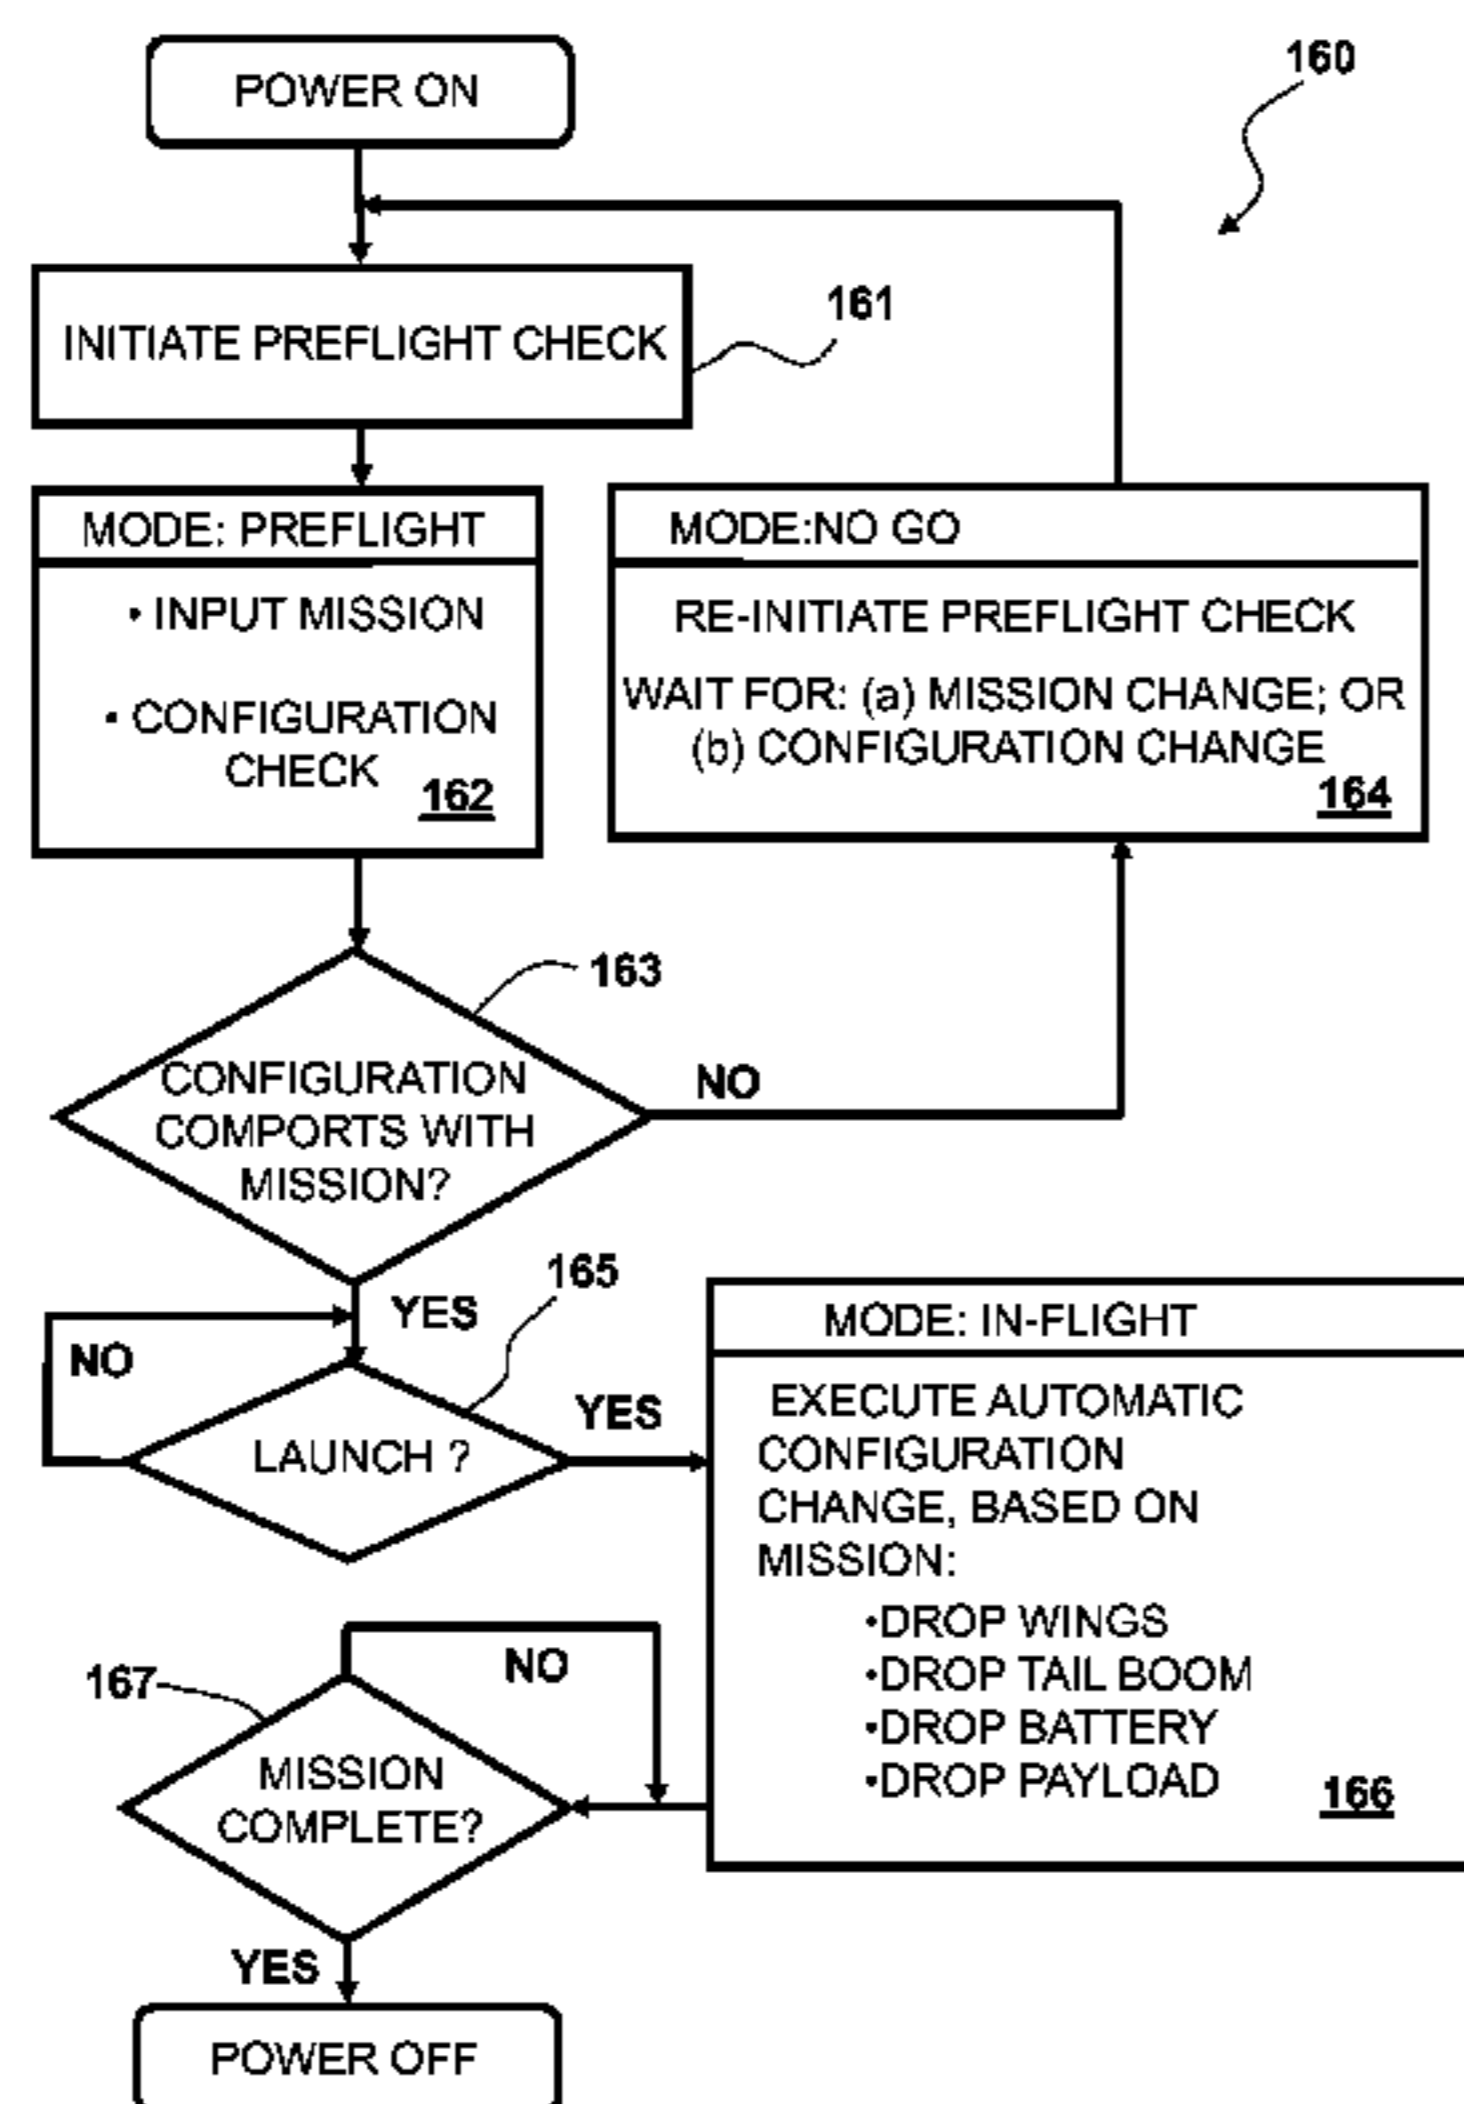 POWER ON
160
INITIATE PREFLIGHT CHECK
161
MODE: PREFLIGHT
• INPUT MISSION
• CONFIGURATION
CHECK
162
MODE:NO GO
RE-INITIATE PREFLIGHT CHECK
WAIT FOR: (a) MISSION CHANGE; OR
(b) CONFIGURATION CHANGE
164
163
CONFIGURATION
COMPORTS WITH
MISSION?
NO
YES
165
NO
LAUNCH ?
YES
MODE: IN-FLIGHT
EXECUTE AUTOMATIC
CONFIGURATION
CHANGE, BASED ON
MISSION:
•DROP WINGS
•DROP TAIL BOOM
•DROP BATTERY
•DROP PAYLOAD
166
NO
167
MISSION
COMPLETE?
YES
POWER OFF